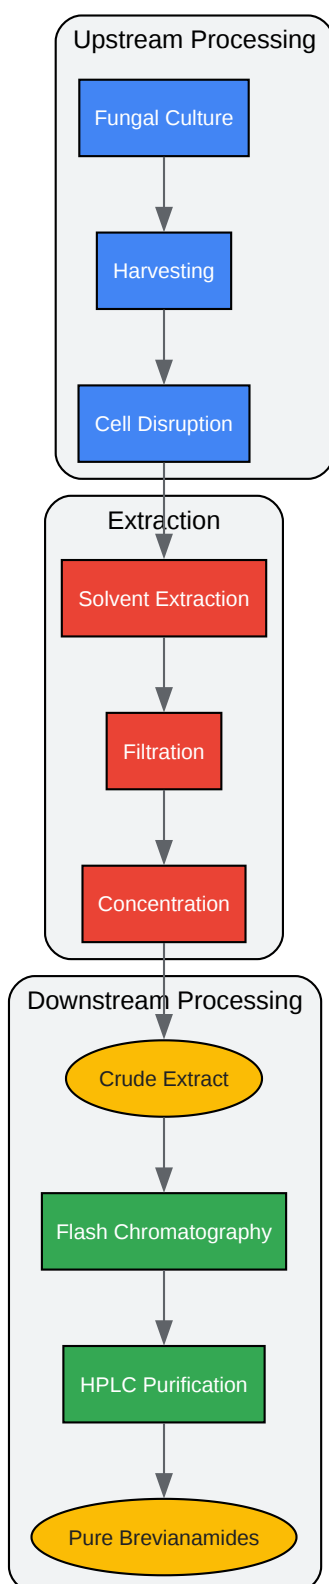 Upstream Processing
Fungal Culture
Harvesting
Cell Disruption
Extraction
Solvent Extraction
Filtration
Concentration
Downstream Processing
Crude Extract
Flash Chromatography
HPLC Purification
Pure Brevianamides